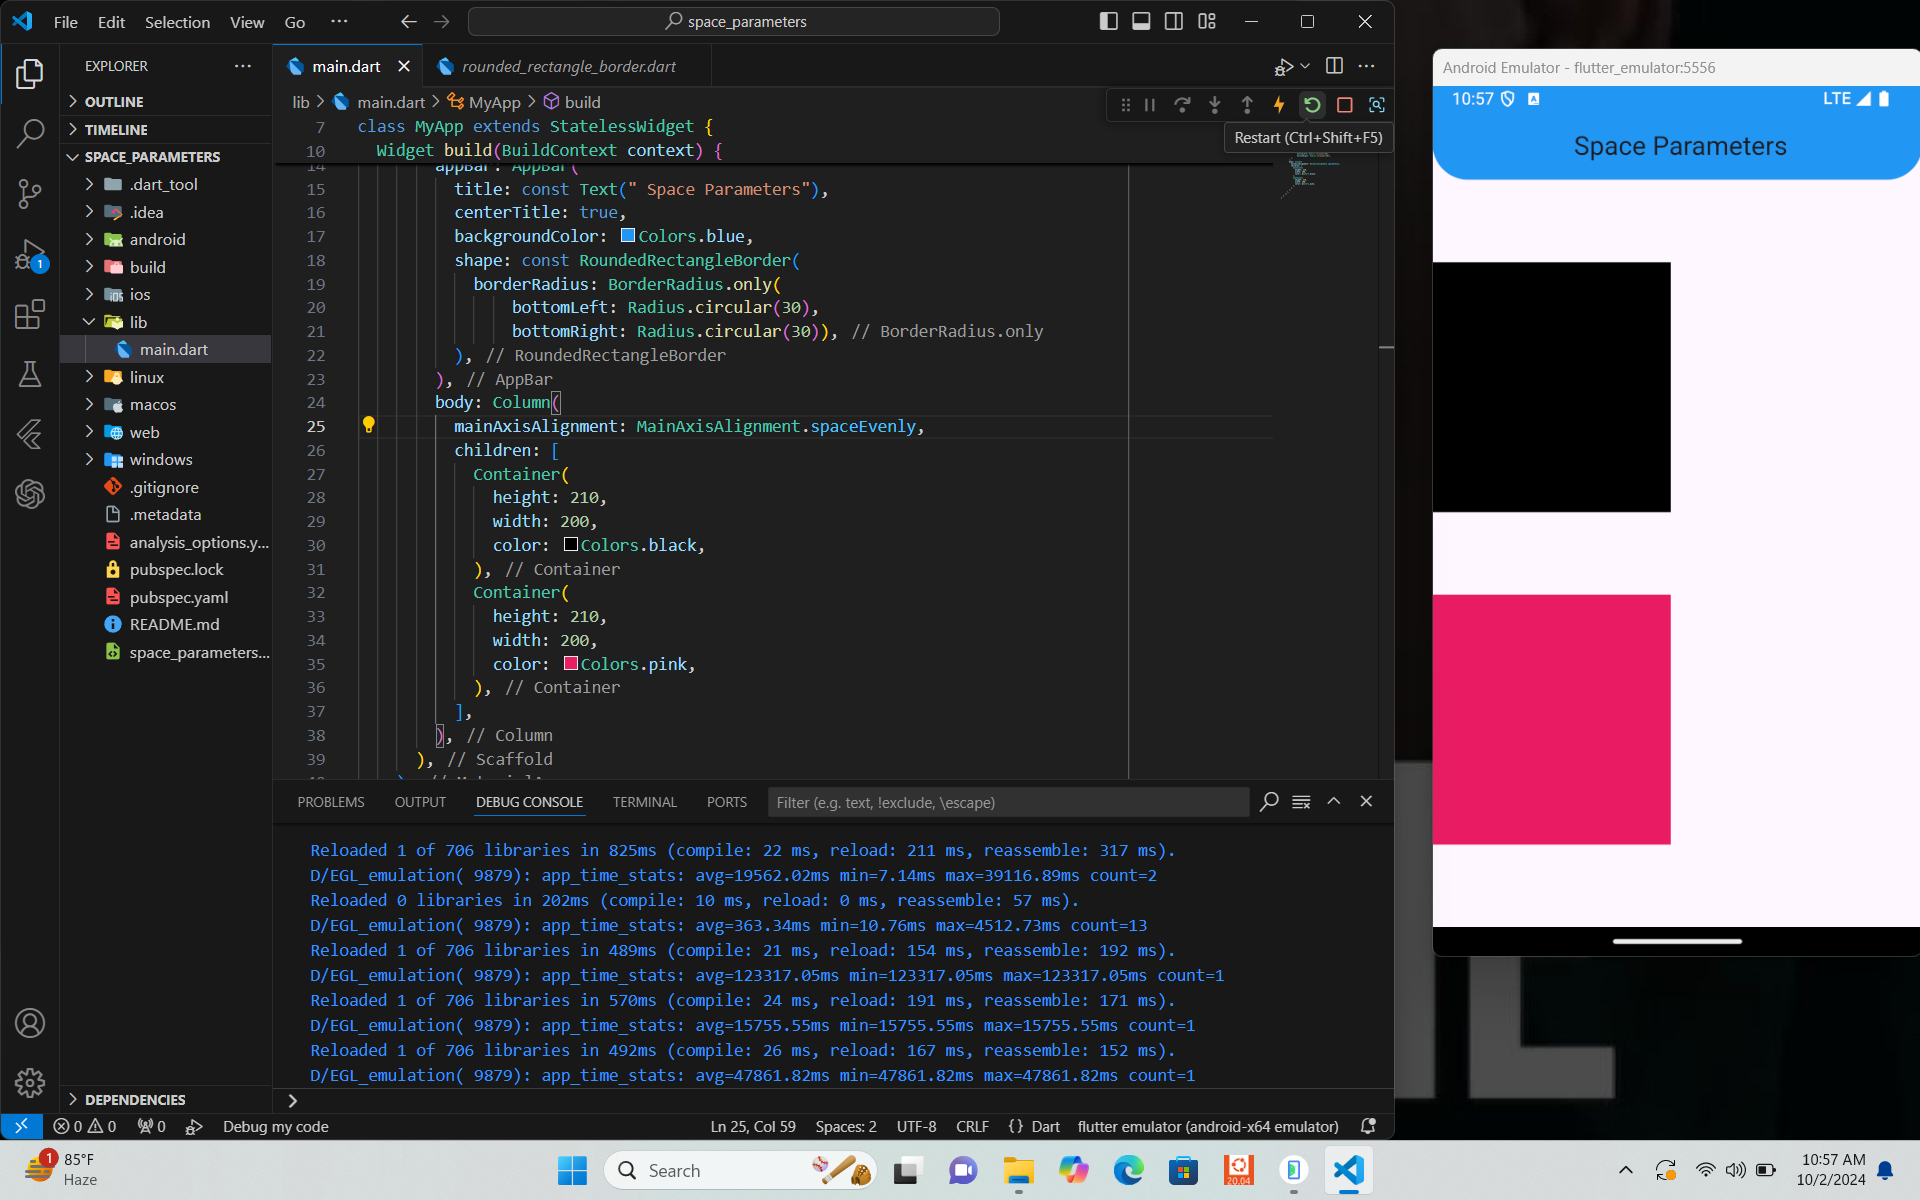 File Edit Selection View Go ··· space_parameters
EXPLORER ···
OUTLINE
TIMELINE
SPACE_PARAMETERS
.dart_tool
.idea
android
build
ios
lib
main.dart
linux
macos
web
windows
.gitignore
.metadata
analysis_options.y...
pubspec.lock
pubspec.yaml
README.md
space_parameters...
DEPENDENCIES
1
main.dart rounded_rectangle_border.dart
lib > main.dart > MyApp > build
Restart (Ctrl+Shift+F5)
7 class MyApp extends StatelessWidget {
10 Widget build(BuildContext context) {
14 appBar: AppBar(
15 title: const Text(" Space Parameters"),
16 centerTitle: true,
17 backgroundColor: Colors.blue,
18 shape: const RoundedRectangleBorder(
19 borderRadius: BorderRadius.only(
20 bottomLeft: Radius.circular(30),
21 bottomRight: Radius.circular(30)), // BorderRadius.only
22 ), // RoundedRectangleBorder
23 ), // AppBar
24 body: Column(
25 mainAxisAlignment: MainAxisAlignment.spaceEvenly,
26 children: [
27 Container(
28 height: 210,
29 width: 200,
30 color: Colors.black,
31 ), // Container
32 Container(
33 height: 210,
34 width: 200,
35 color: Colors.pink,
36 ), // Container
37 ],
38 ), // Column
39 ), // Scaffold
PROBLEMS OUTPUT DEBUG CONSOLE TERMINAL PORTS Filter (e.g. text, !exclude, \escape)
Reloaded 1 of 706 libraries in 825ms (compile: 22 ms, reload: 211 ms, reassemble: 317 ms).
D/EGL_emulation( 9879): app_time_stats: avg=19562.02ms min=7.14ms max=39116.89ms count=2
Reloaded 0 libraries in 202ms (compile: 10 ms, reload: 0 ms, reassemble: 57 ms).
D/EGL_emulation( 9879): app_time_stats: avg=363.34ms min=10.76ms max=4512.73ms count=13
Reloaded 1 of 706 libraries in 489ms (compile: 21 ms, reload: 154 ms, reassemble: 192 ms).
D/EGL_emulation( 9879): app_time_stats: avg=123317.05ms min=123317.05ms max=123317.05ms count=1
Reloaded 1 of 706 libraries in 570ms (compile: 24 ms, reload: 191 ms, reassemble: 171 ms).
D/EGL_emulation( 9879): app_time_stats: avg=15755.55ms min=15755.55ms max=15755.55ms count=1
Reloaded 1 of 706 libraries in 492ms (compile: 26 ms, reload: 167 ms, reassemble: 152 ms).
D/EGL_emulation( 9879): app_time_stats: avg=47861.82ms min=47861.82ms max=47861.82ms count=1
0 0 0 Debug my code Ln 25, Col 59 Spaces: 2 UTF-8 CRLF {} Dart flutter emulator (android-x64 emulator)
Android Emulator - flutter_emulator:5556
10:57 A LTE
Space Parameters
1 85°F
Haze
Search
20.04
10:57 AM
10/2/2024